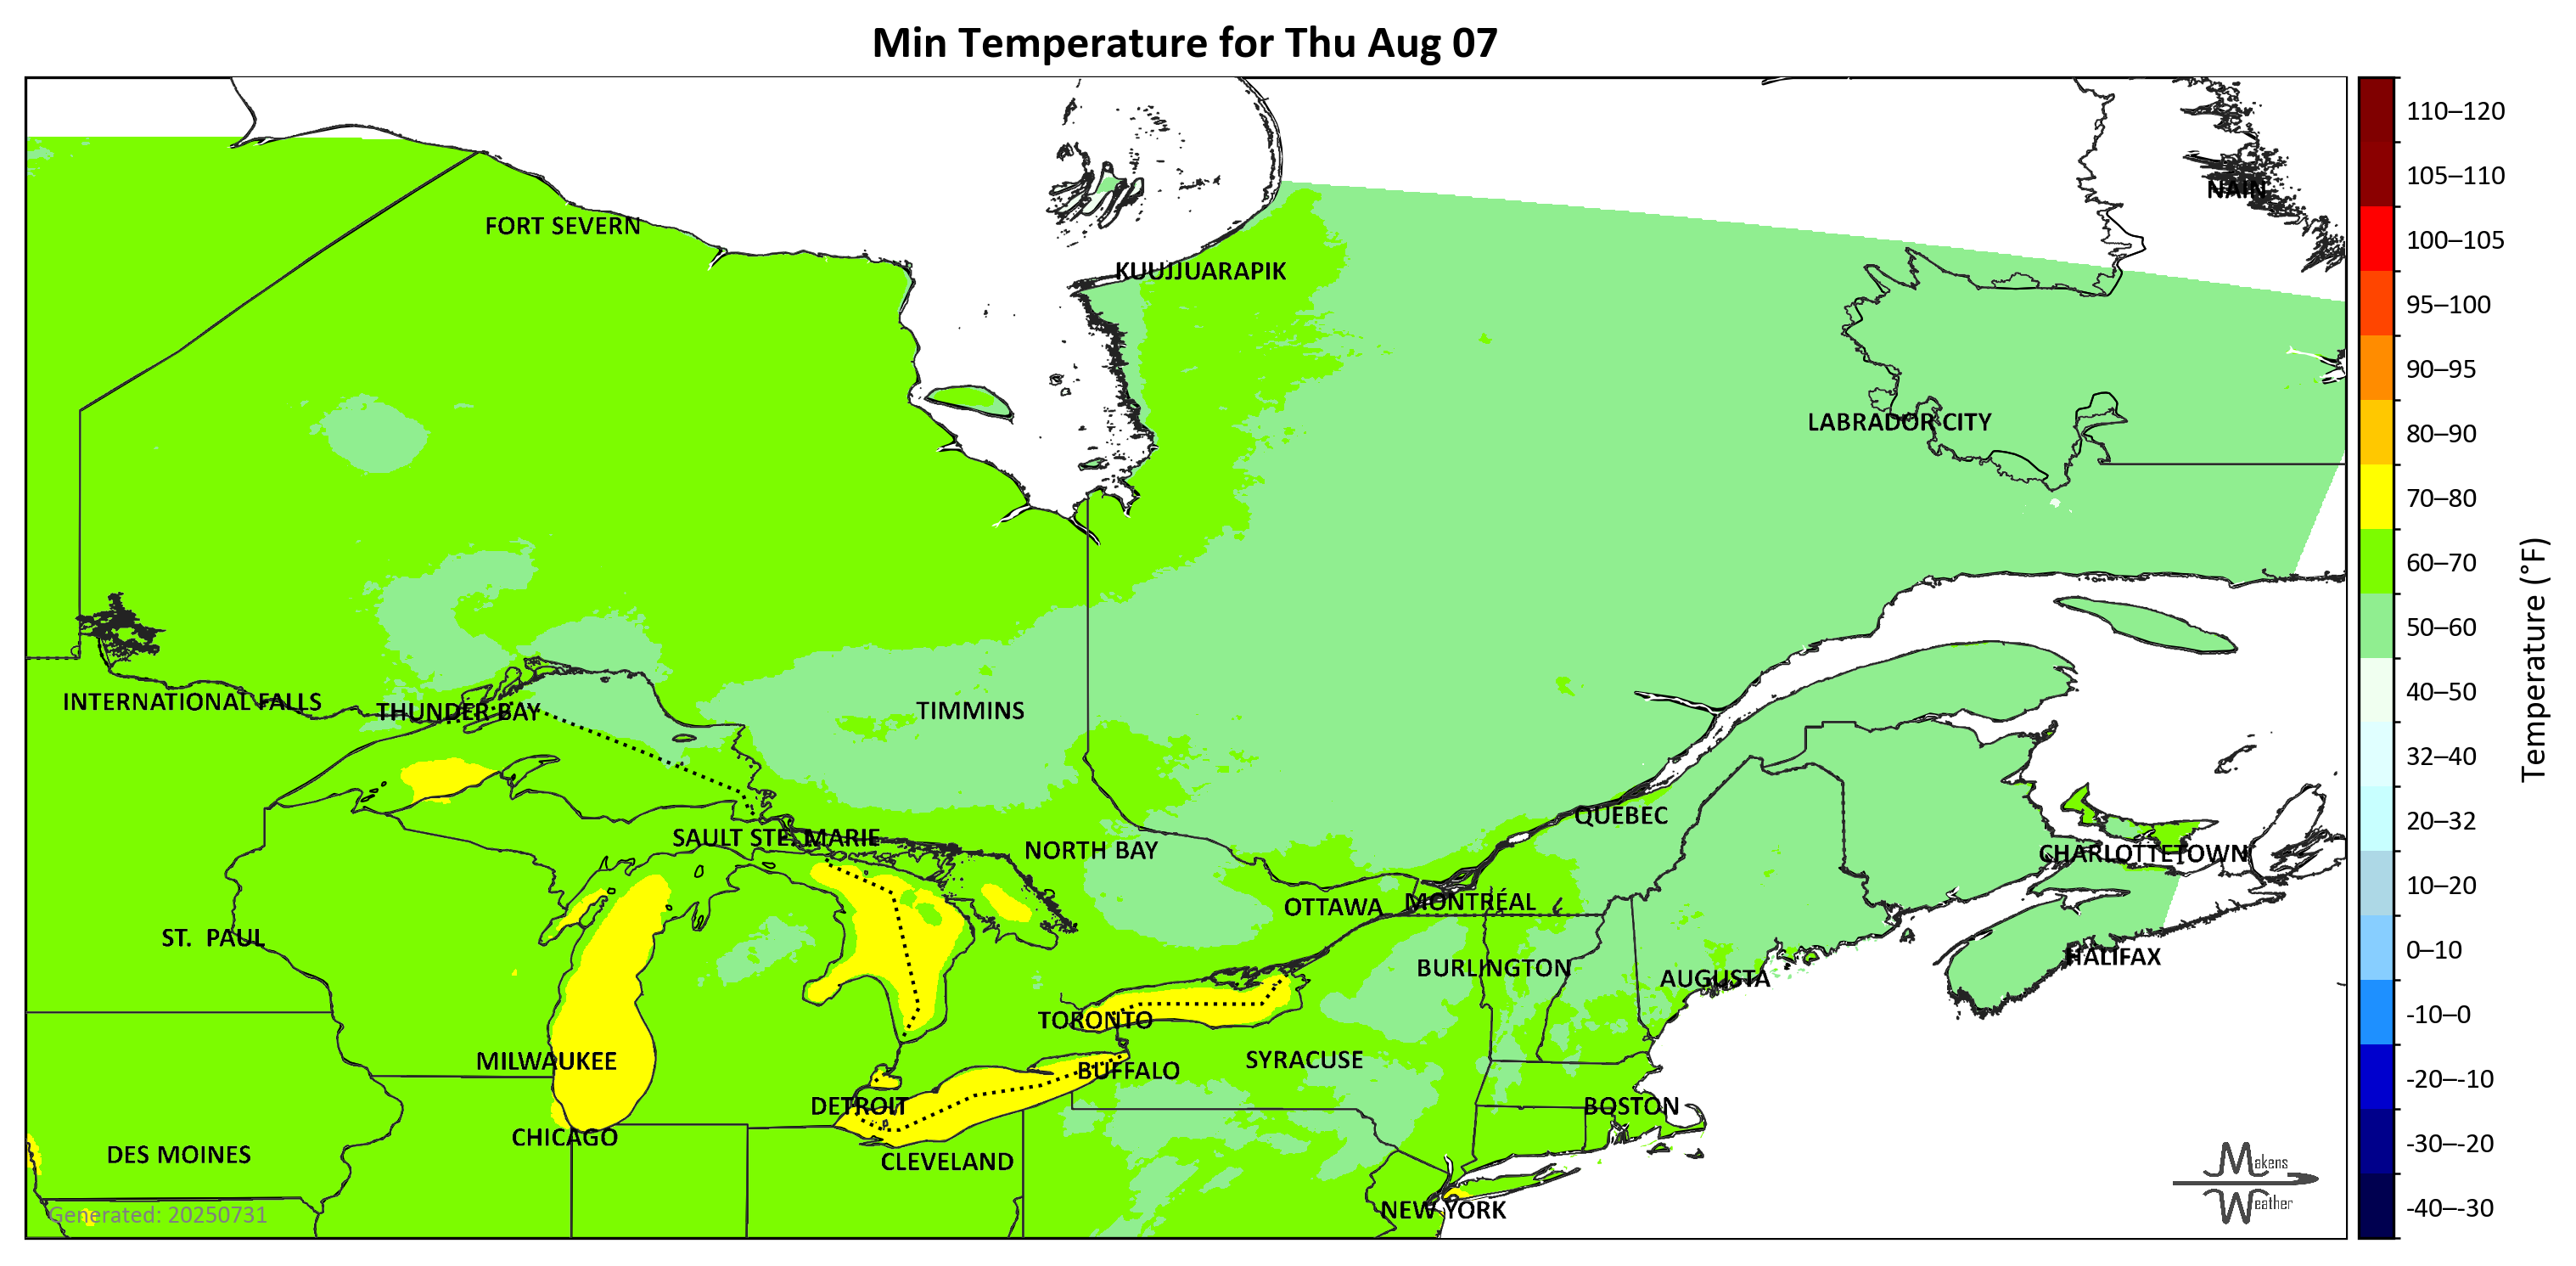 Min Temperature for Thu Aug 07
110–120
105–110
100–105
95–100
90–95
80–90
70–80
60–70
50–60
40–50
32–40
20–32
10–20
0–10
-10–0
-20–-10
-30–-20
-40–-30
Temperature (°F)
NAIN
FORT SEVERN
KUUJJUARAPIK
LABRADOR CITY
INTERNATIONAL FALLS
THUNDER BAY
TIMMINS
QUEBEC
SAULT STE. MARIE
NORTH BAY
CHARLOTTETOWN
OTTAWA
MONTRÉAL
ST. PAUL
HALIFAX
BURLINGTON
AUGUSTA
TORONTO
MILWAUKEE
SYRACUSE
BUFFALO
DETROIT
BOSTON
CHICAGO
DES MOINES
CLEVELAND
NEW YORK
Generated: 20250731
Makens
Weather